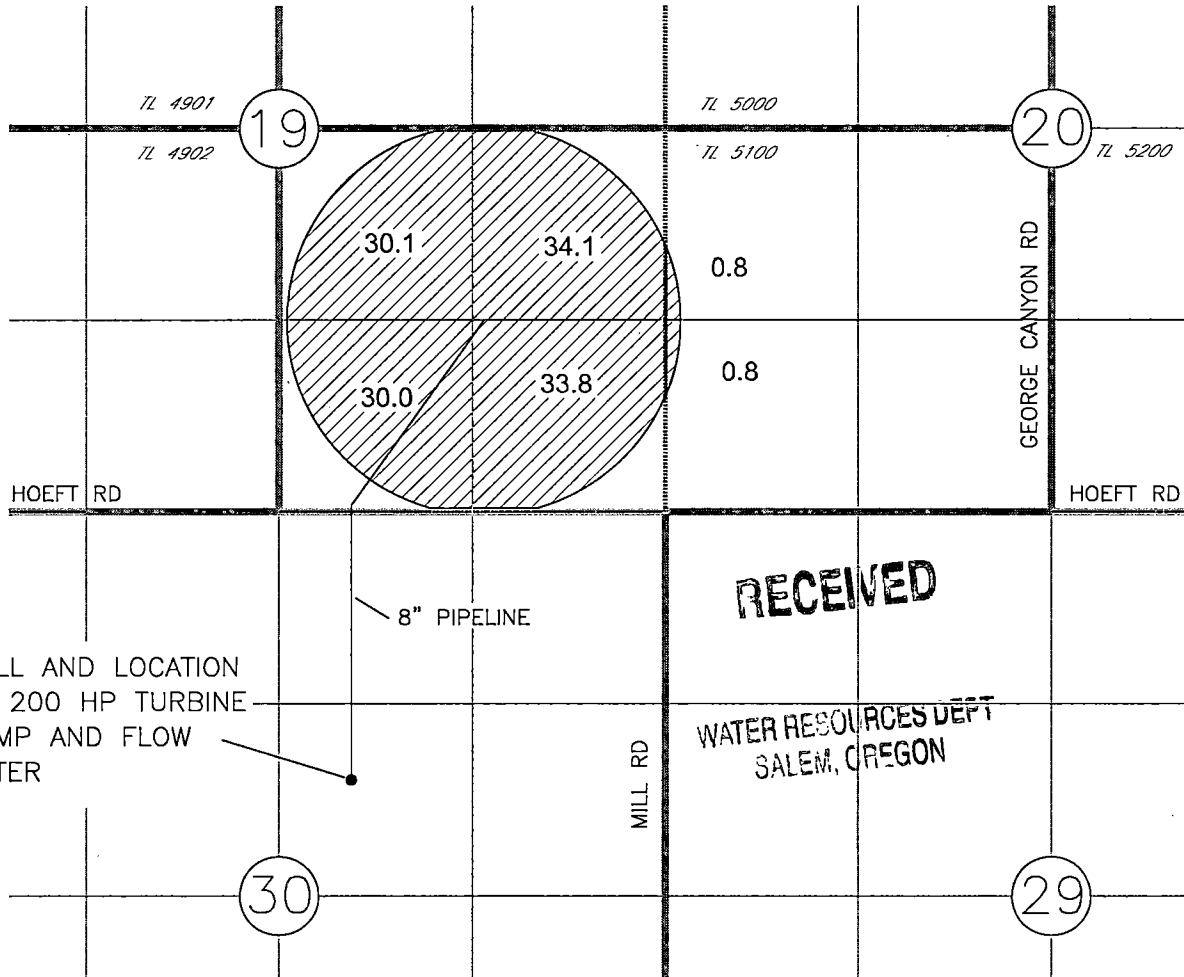 TL 4901
TL 5000
19
20
TL 4902
TL 5100
TL 5200
30.1
34.1
0.8
GEORGE CANYON RD
30.0
33.8
0.8
HOEFT RD
HOEFT RD
8" PIPELINE
RECEIVED
LL AND LOCATION
200 HP TURBINE
MP AND FLOW
TER
WATER RESOURCES DEPT
SALEM, OREGON
MILL RD
30
29